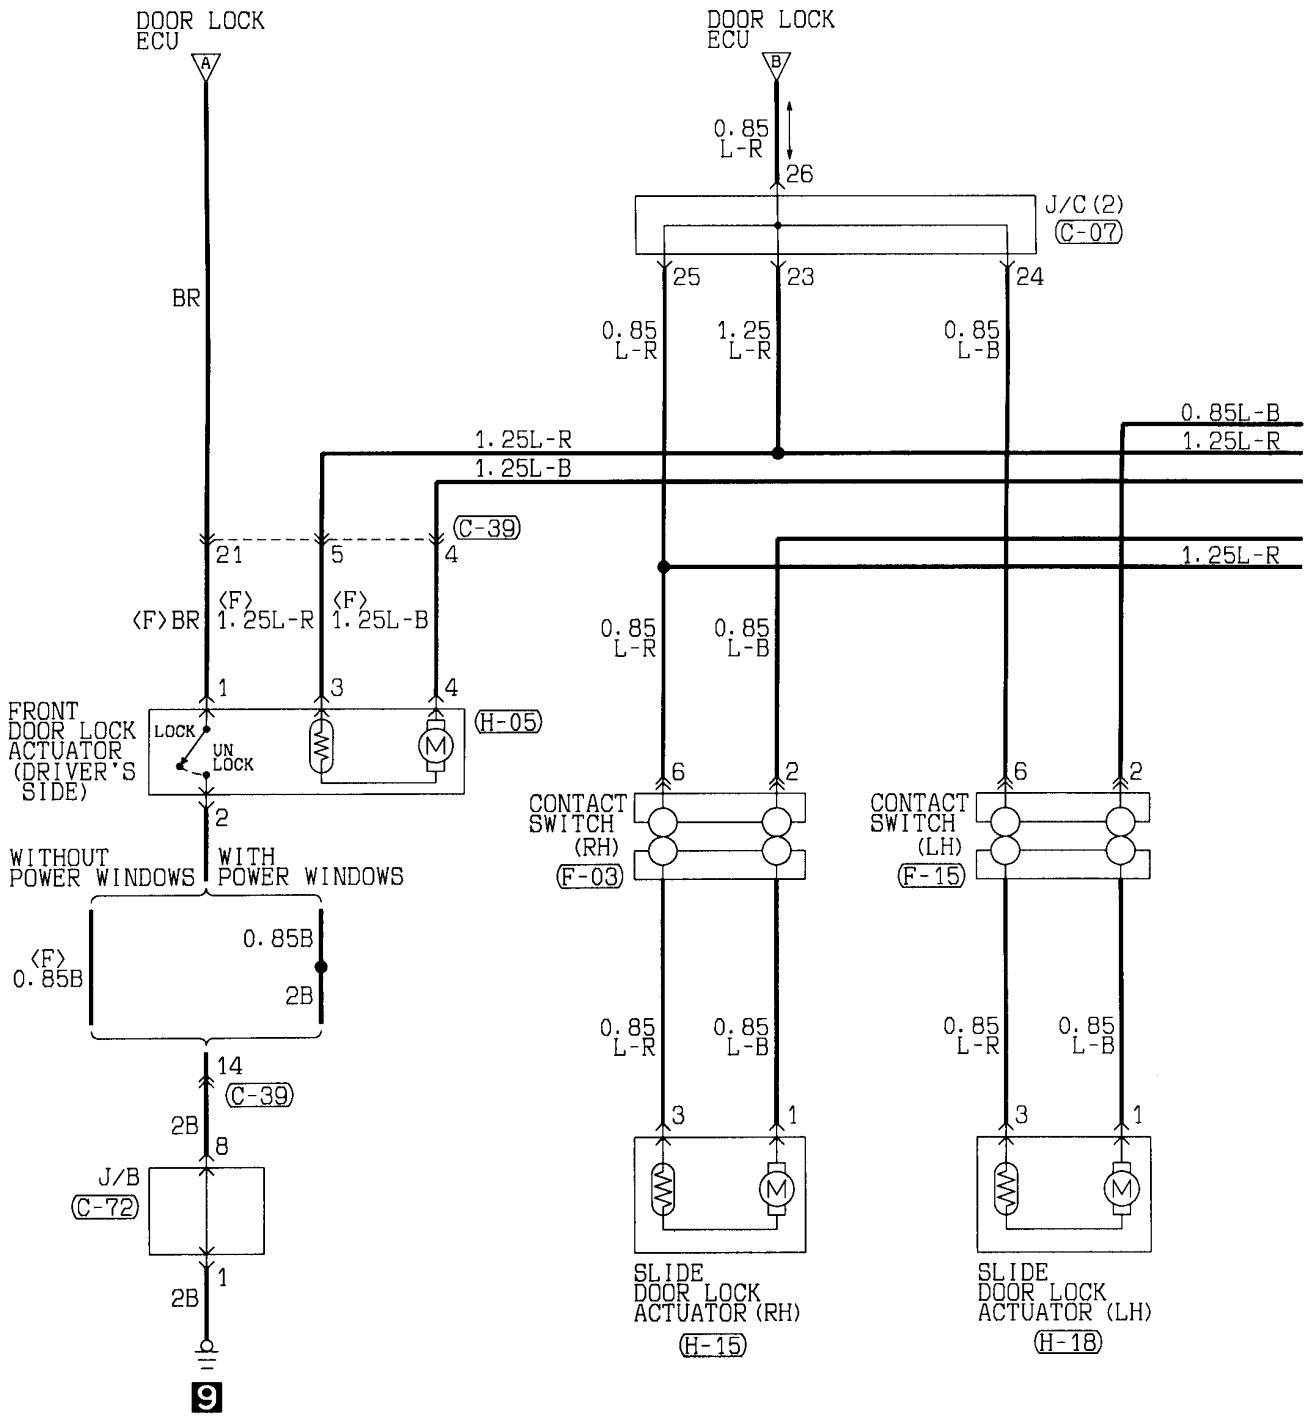 DOOR LOCK
ECU
A
DOOR LOCK
ECU
B
0.85
L-R
26
J/C(2)
C-07
25
23
24
BR
0.85
L-R
1.25
L-R
0.85
L-B
0.85L-B
1.25L-R
1.25L-R
1.25L-B
C-39
21
5
4
1.25L-R
<F>BR
<F>
1.25L-R
<F>
1.25L-B
0.85
L-R
0.85
L-B
1
3
4
FRONT
DOOR LOCK
ACTUATOR
(DRIVER'S
SIDE)
LOCK
UN
LOCK
M
H-05
2
6
2
6
2
CONTACT
SWITCH
(RH)
F-03
CONTACT
SWITCH
(LH)
F-15
WITHOUT
POWER WINDOWS
WITH
POWER WINDOWS
<F>
0.85B
0.85B
2B
0.85
L-R
0.85
L-B
0.85
L-R
0.85
L-B
14
C-39
2B
8
J/B
C-72
1
2B
9
3
1
3
1
M
M
SLIDE
DOOR LOCK
ACTUATOR(RH)
H-15
SLIDE
DOOR LOCK
ACTUATOR(LH)
H-18